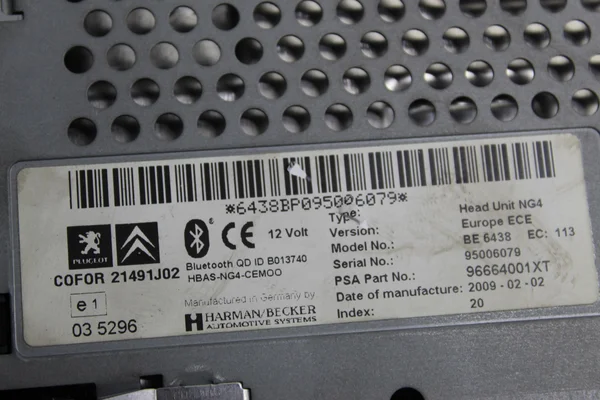 *6438BP095006079*
PEUGEOT
COFOR 21491J02
e1
03 5296
12 Volt
Bluetooth QD ID B013740
HBAS-NG4-CEMOO
Manufactured in Germany by
HARMAN/BECKER
AUTOMOTIVE SYSTEMS
Type: Head Unit NG4
Version: Europe ECE
Model No.: BE 6438 EC: 113
Serial No.: 95006079
PSA Part No.: 96664001XT
Date of manufature: 2009 - 02 - 02
Index: 20